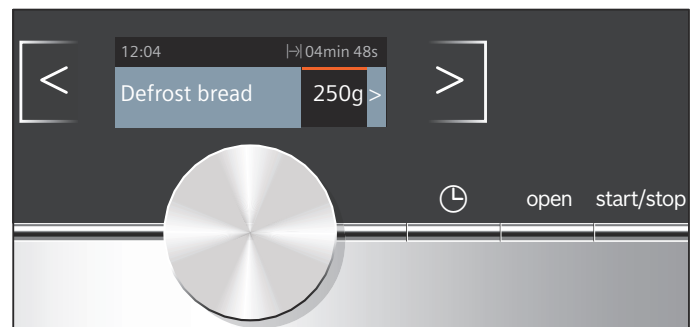 12:04 04min 48s
< Defrost bread 250g > >
open start/stop